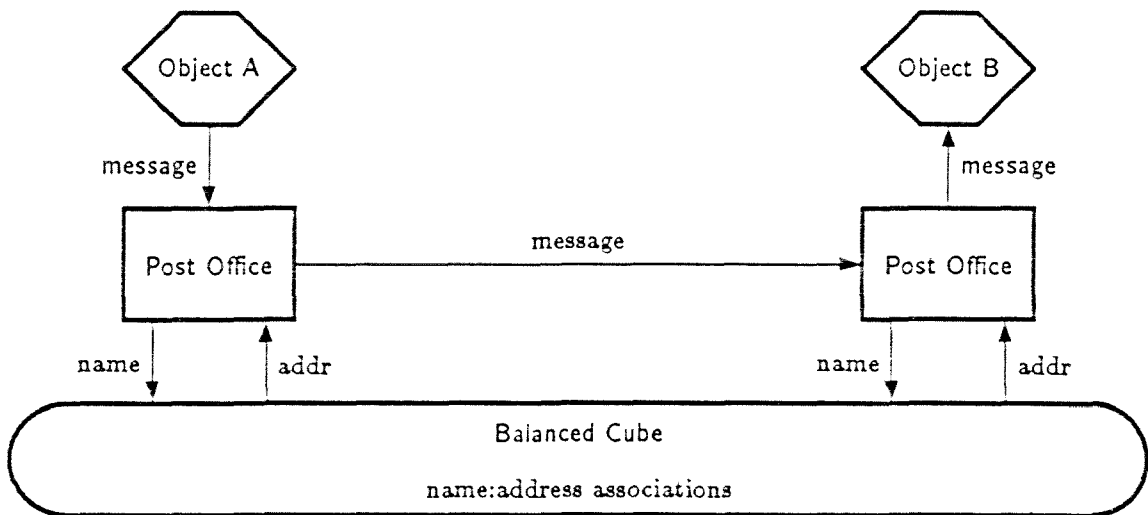 Object A
Object B
message
message
Post Office
message
Post Office
name
addr
name
addr
Balanced Cube
name:address associations